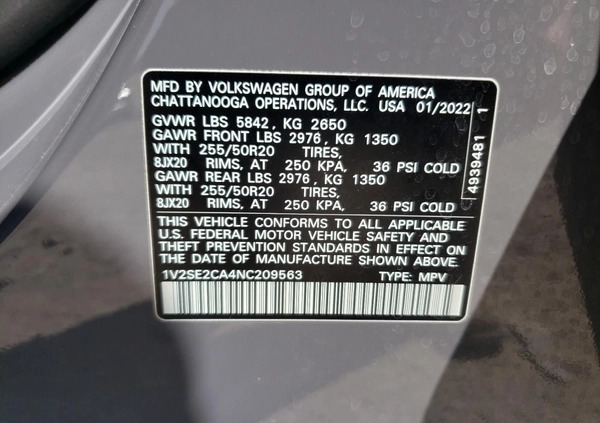 MFD BY VOLKSWAGEN GROUP OF AMERICA
CHATTANOOGA OPERATIONS, LLC. USA 01/2022
GVWR LBS 5842, KG 2650
GAWR FRONT LBS 2976, KG 1350
WITH 255/50R20 TIRES,
8JX20 RIMS, AT 250 KPA, 36 PSI COLD
GAWR REAR LBS 2976, KG 1350
WITH 255/50R20 TIRES,
8JX20 RIMS, AT 250 KPA, 36 PSI COLD
THIS VEHICLE CONFORMS TO ALL APPLICABLE
U.S. FEDERAL MOTOR VEHICLE SAFETY AND
THEFT PREVENTION STANDARDS IN EFFECT ON
THE DATE OF MANUFACTURE SHOWN ABOVE.
1V2SE2CA4NC209563 TYPE: MPV
4939481 1